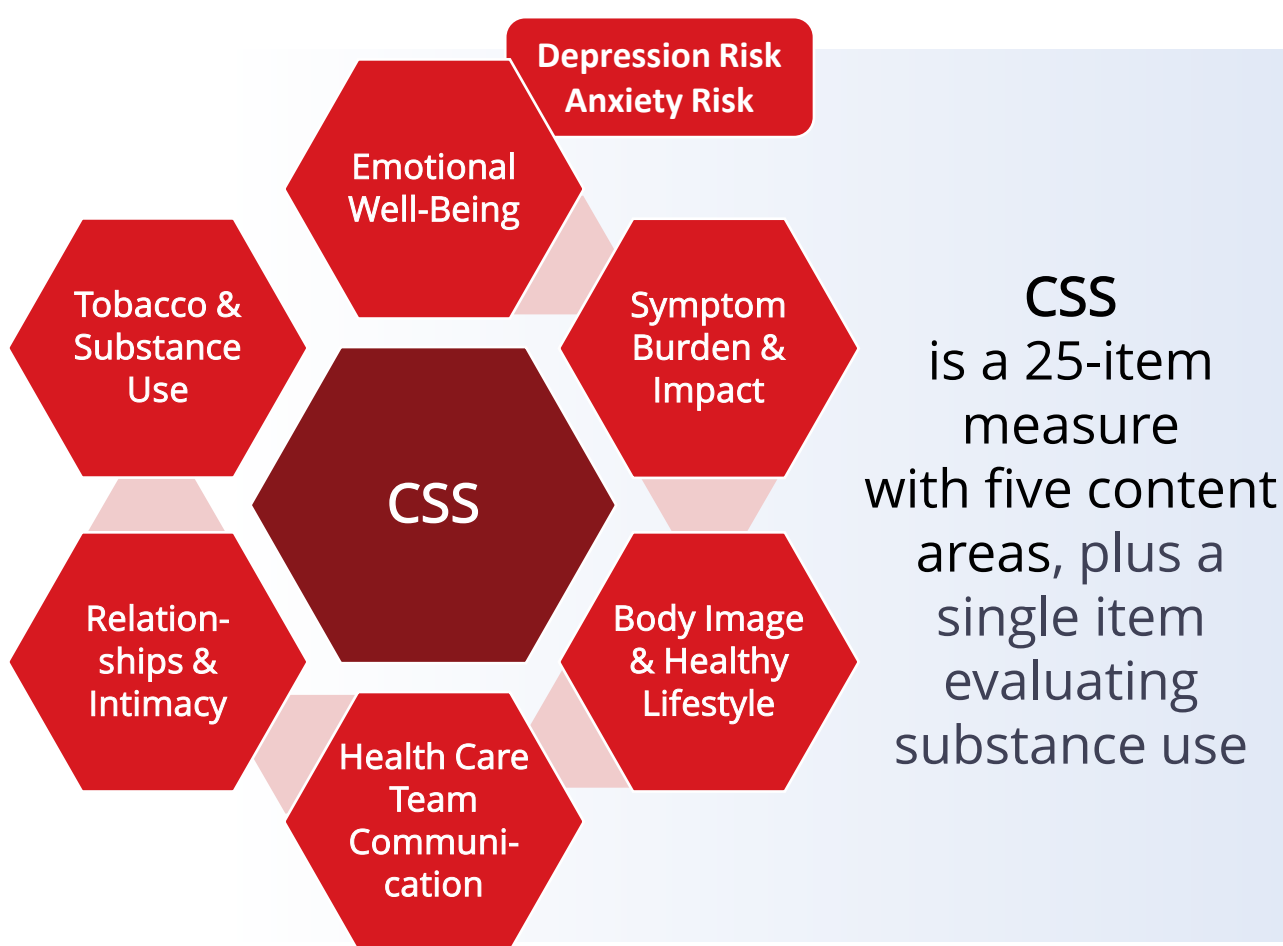 Depression Risk
Anxiety Risk
Emotional
Well-Being
Tobacco &
Substance
Use
Symptom
Burden &
Impact
CSS
Relation-
ships &
Intimacy
Body Image
& Healthy
Lifestyle
Health Care
Team
Communi-
cation
CSS
is a 25-item
measure
with five content
areas, plus a
single item
evaluating
substance use